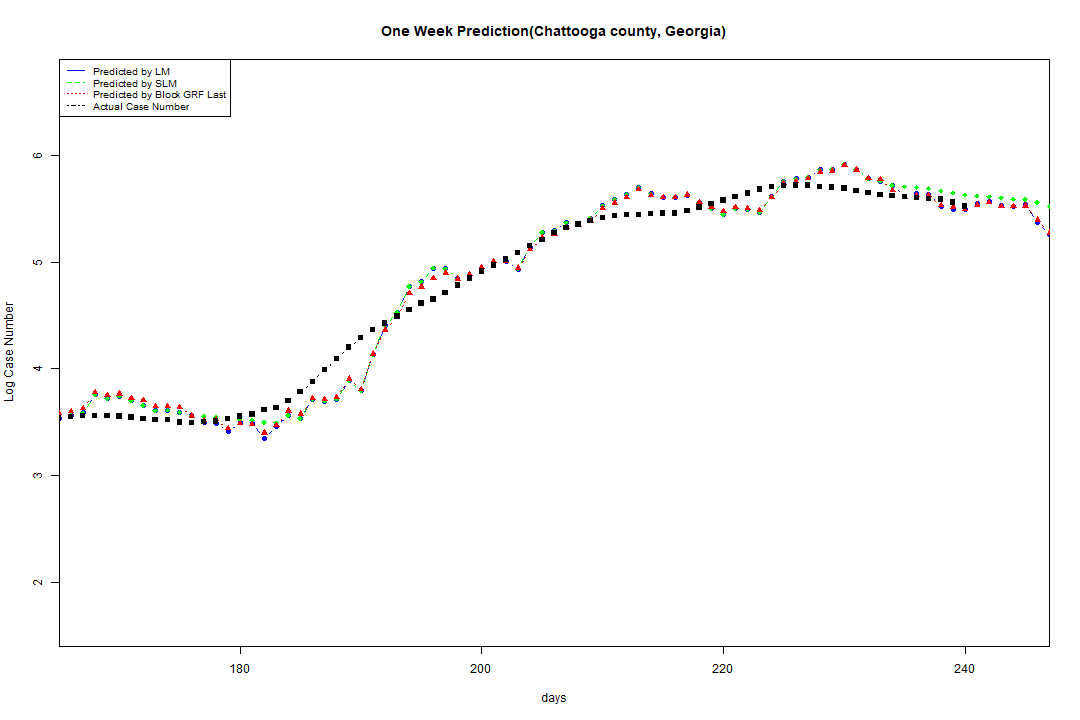 One Week Prediction(Chattooga county, Georgia)
Predicted by LM
Predicted by SLM
Predicted by Block GRF Last
Actual Case Number
6
5
4
3
2
Log Case Number
180 200 220 240
days